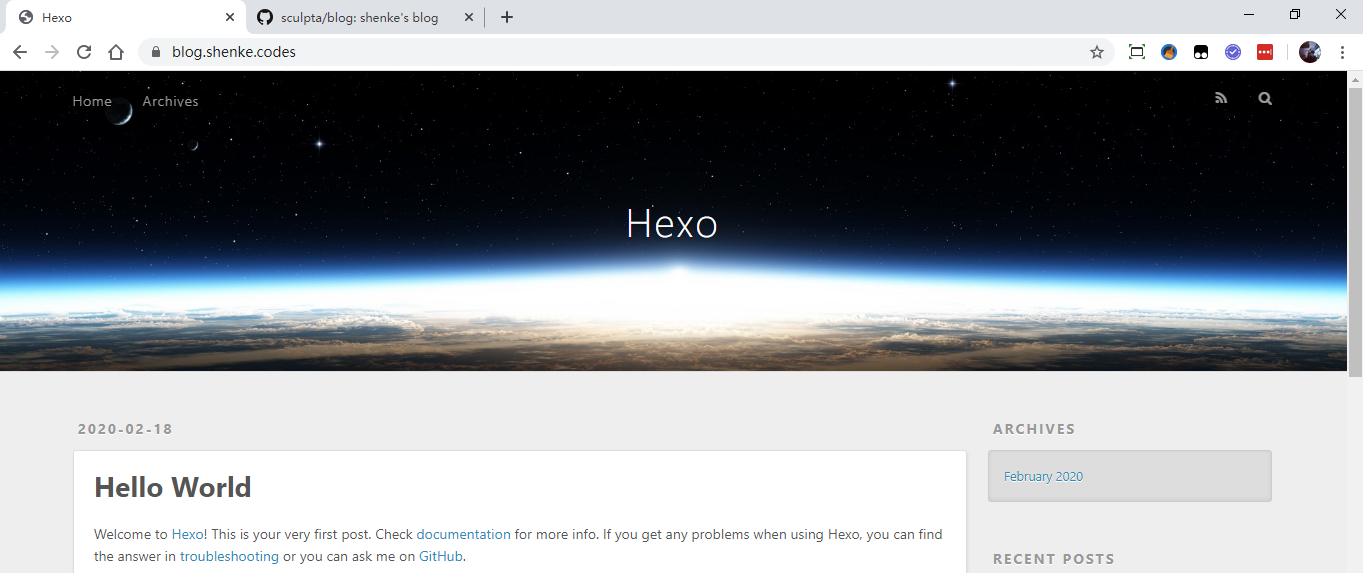 Hexo
sculpta/blog: shenke's blog
blog.shenke.codes
Home Archives
Hexo
2020-02-18
Hello World
Welcome to Hexo! This is your very first post. Check documentation for more info. If you get any problems when using Hexo, you can find
the answer in troubleshooting or you can ask me on GitHub.
ARCHIVES
February 2020
RECENT POSTS